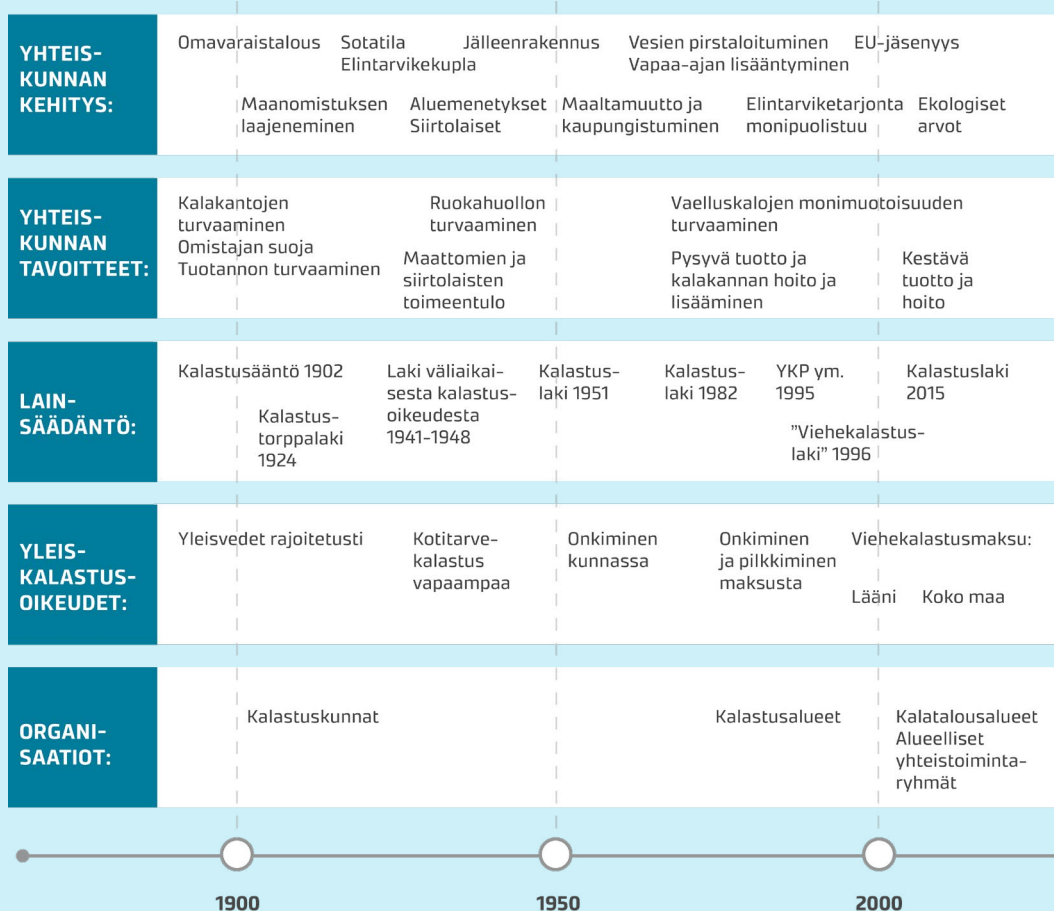 YHTEIS-
KUNNAN
KEHITYS:
Omavaraistalous
Sotatila
Elintarvikekupla
Jälleenrakennus
Vesien pirstaloituminen
Vapaa-ajan lisääntyminen
EU-jäsenyys
Maanomistuksen
laajeneminen
Aluemenetykset
Siirtolaiset
Maaltamuutto ja
kaupungistuminen
Elintarviketarjonta
monipuolistuu
Ekologiset
arvot
YHTEIS-
KUNNAN
TAVOITTEET:
Kalakantojen
turvaaminen
Omistajan suoja
Tuotannon turvaaminen
Ruokahuollon
turvaaminen
Maattomien ja
siirtolaisten
toimeentulo
Vaelluskalojen monimuotoisuuden
turvaaminen
Pysyvä tuotto ja
kalakannan hoito ja
lisääminen
Kestävä
tuotto ja
hoito
LAIN-
SÄÄDÄNTÖ:
Kalastusääntö 1902
Kalastus-
torppalaki
1924
Laki väliaikai-
sesta kalastus-
oikeudesta
1941-1948
Kalastus-
laki 1951
Kalastus-
laki 1982
YKP ym.
1995
"Viehekalastus-
laki" 1996
Kalastuslaki
2015
YLEIS-
KALASTUS-
OIKEUDET:
Yleisvedet rajoitetusti
Kotitarve-
kalastus
vapaampaa
Onkiminen
kunnassa
Onkiminen
ja pilkkiminen
maksusta
Viehekalastusmaksu:
Lääni
Koko maa
ORGANI-
SAATIOT:
Kalastuskunnat
Kalastusalueet
Kalatalousalueet
Alueelliset
yhteistoiminta-
ryhmät
1900
1950
2000